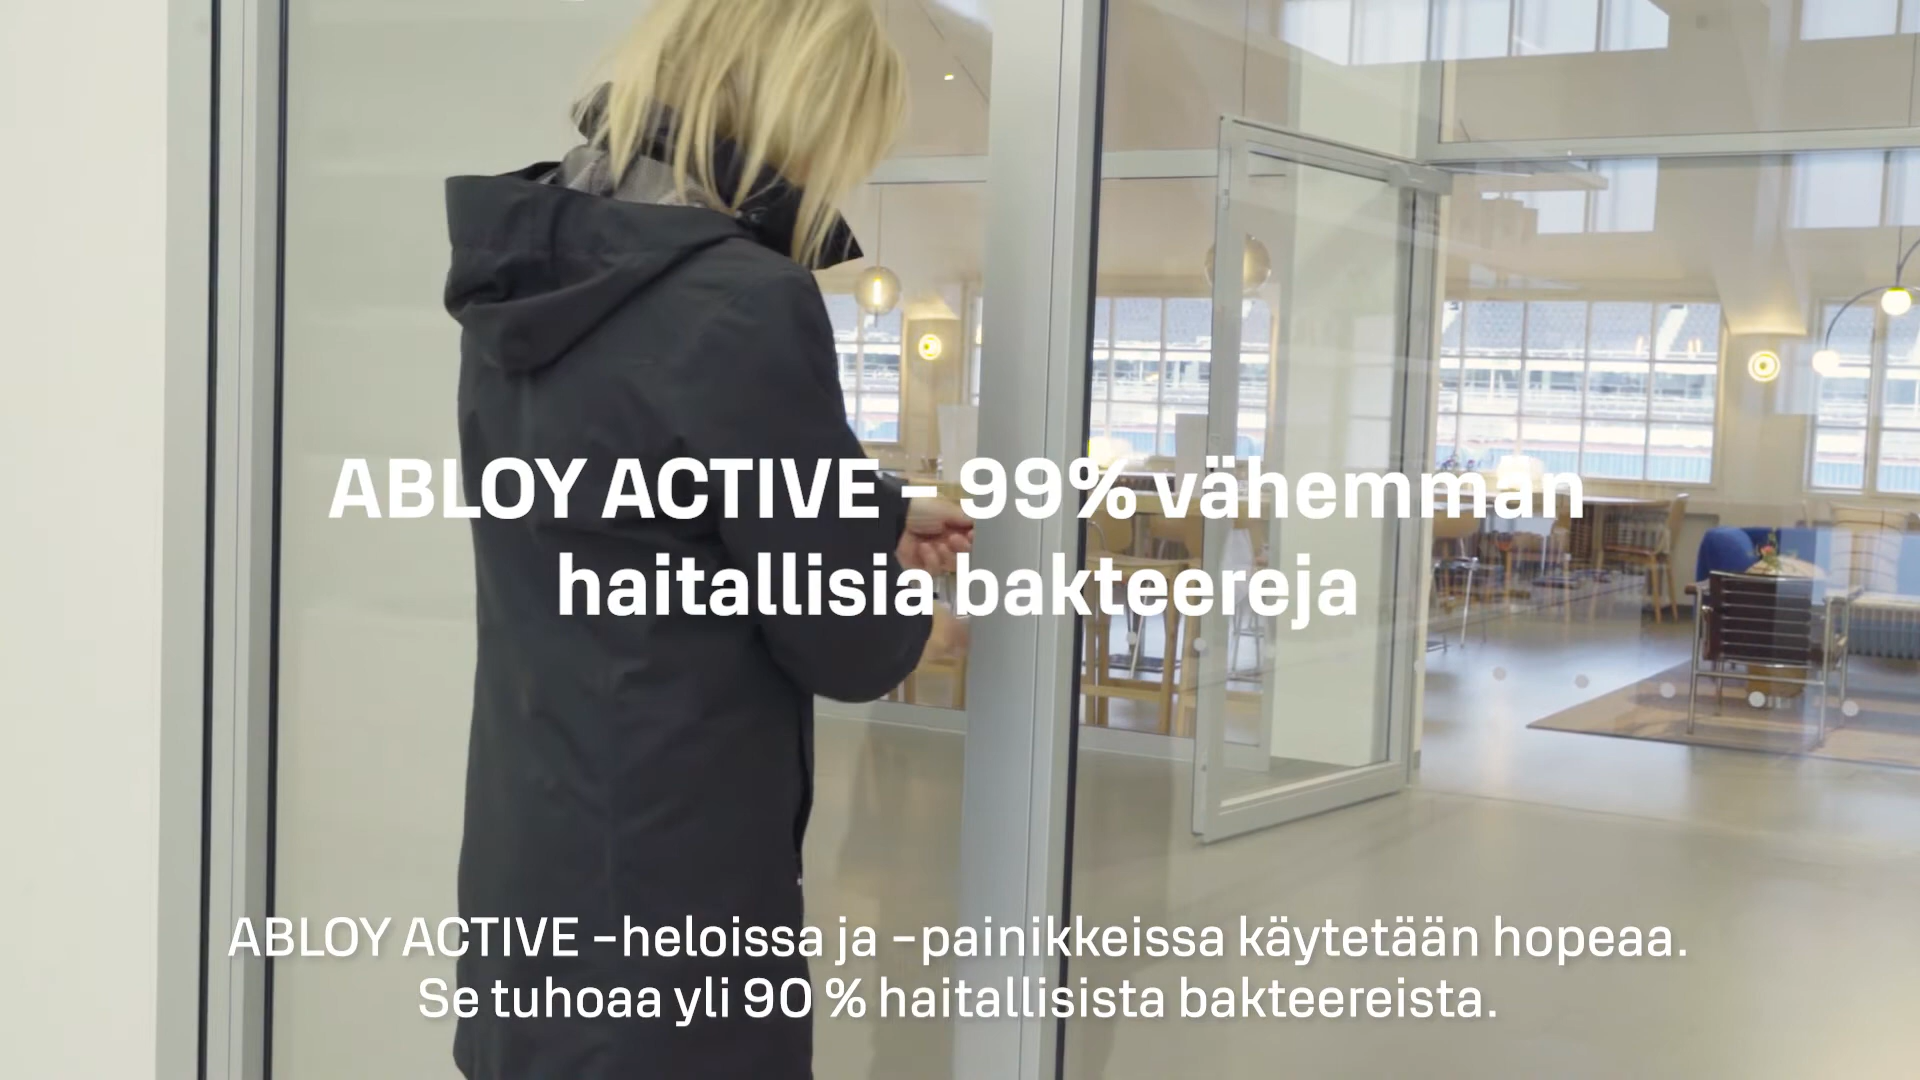 ABLOY ACTIVE – 99% vähemmän
haitallisia bakteereja
ABLOY ACTIVE –heloissa ja –painikkeissa käytetään hopeaa.
Se tuhoaa yli 90 % haitallisista bakteereista.